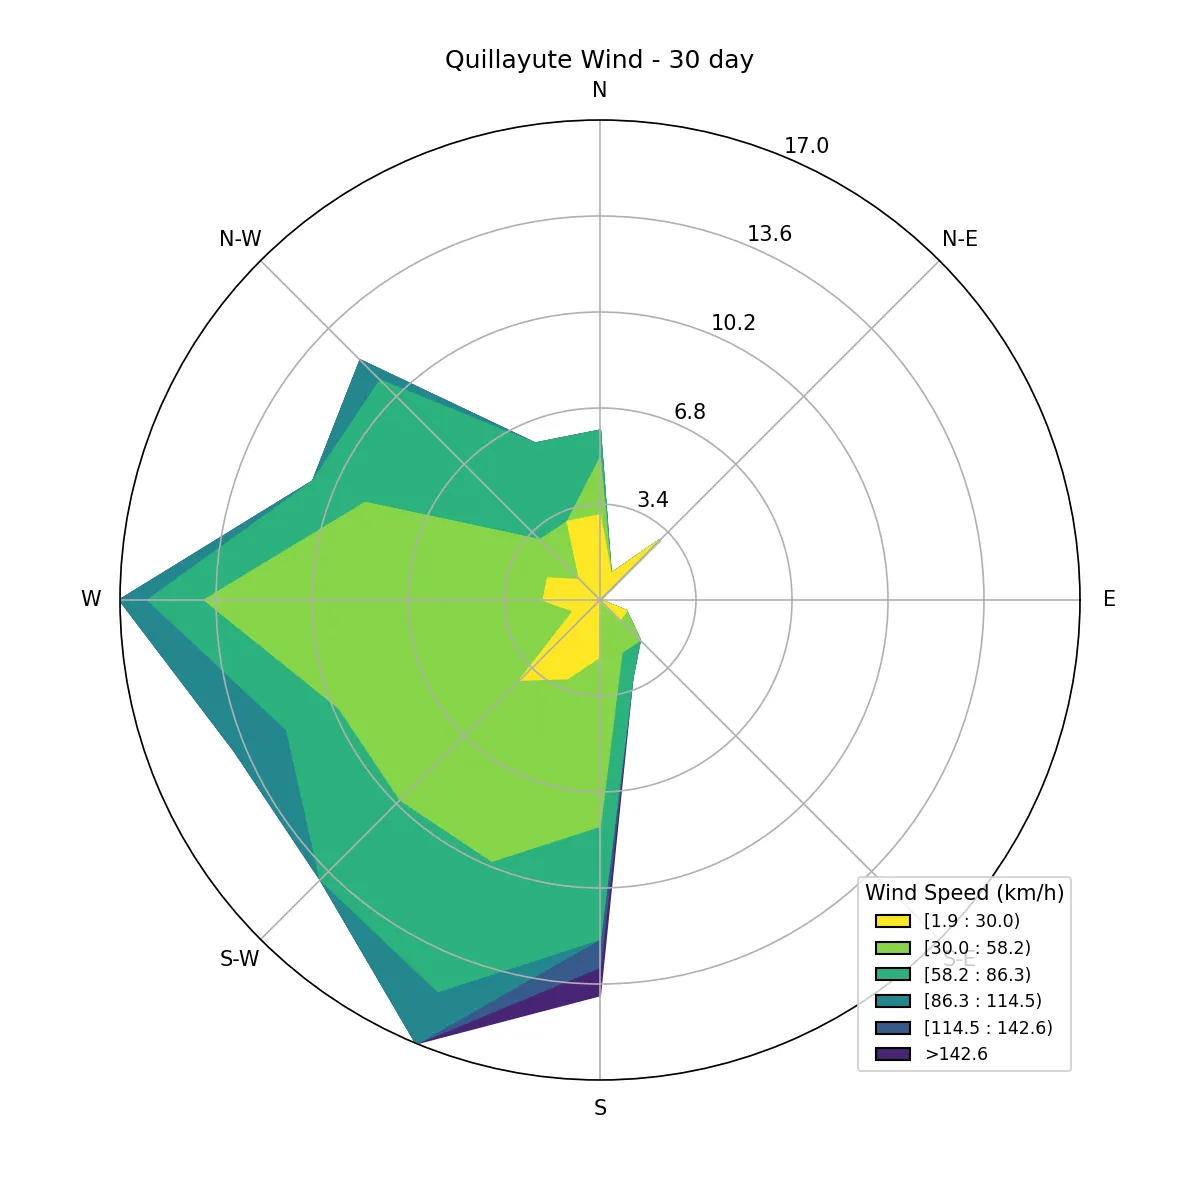 Quillayute Wind - 30 day
N
17.0
13.6
N-W
N-E
10.2
6.8
3.4
W
E
Wind Speed (km/h)
[1.9 : 30.0)
[30.0 : 58.2)
S-W
S-E
[58.2 : 86.3)
[86.3 : 114.5)
[114.5 : 142.6)
>142.6
S